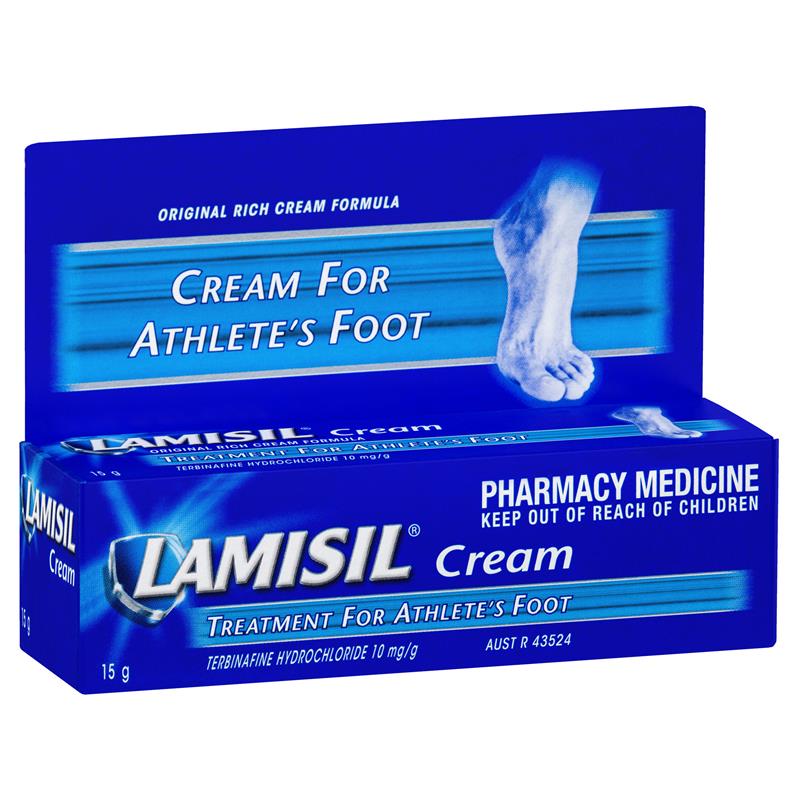 ORIGINAL RICH CREAM FORMULA
CREAM FOR
ATHLETE'S FOOT
LAMISIL® Cream
ORIGINAL RICH CREAM FORMULA
TREATMENT FOR ATHLETE'S FOOT
15 g
TERBINAFINE HYDROCHLORIDE 10 mg/g
PHARMACY MEDICINE
KEEP OUT OF REACH OF CHILDREN
LAMISIL
Cream
15 g
LAMISIL® Cream
TREATMENT FOR ATHLETE'S FOOT
TERBINAFINE HYDROCHLORIDE 10 mg/g
AUST R 43524
15 g